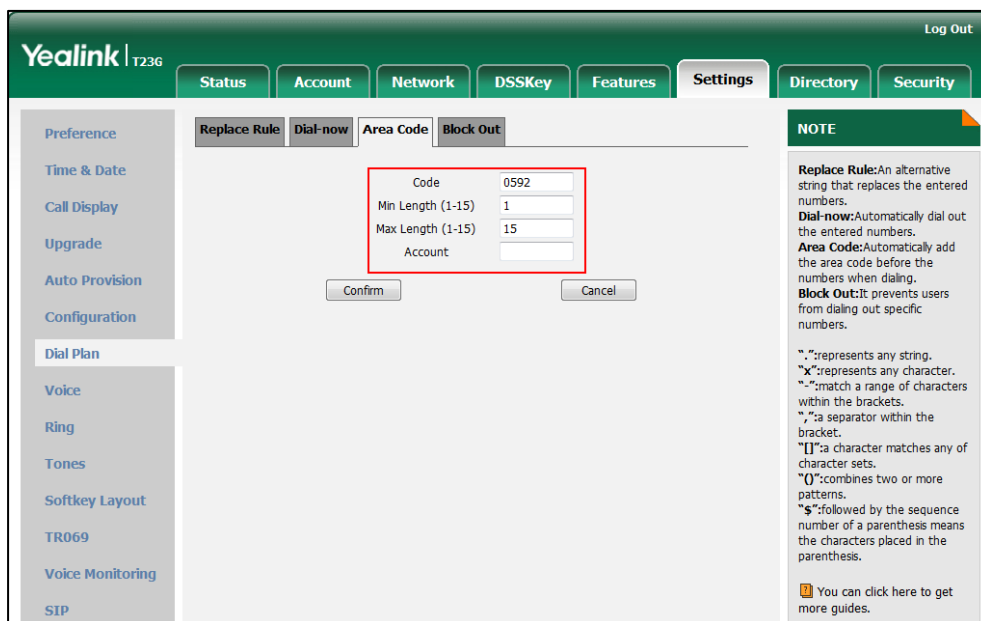 Log Out
Yealink | T23G
Status Account Network DSSKey Features Settings Directory Security
Preference
Time & Date
Call Display
Upgrade
Auto Provision
Configuration
Dial Plan
Voice
Ring
Tones
Softkey Layout
TR069
Voice Monitoring
SIP
Replace Rule Dial-now Area Code Block Out
Code 0592
Min Length (1-15) 1
Max Length (1-15) 15
Account
Confirm Cancel
NOTE
Replace Rule:An alternative
string that replaces the entered
numbers.
Dial-now:Automatically dial out
the entered numbers.
Area Code:Automatically add
the area code before the
numbers when dialing.
Block Out:It prevents users
from dialing out specific
numbers.
".":represents any string.
"x":represents any character.
"-":match a range of characters
within the brackets.
",":a separator within the
bracket.
"[]":a character matches any of
character sets.
"()":combines two or more
patterns.
"$":followed by the sequence
number of a parenthesis means
the characters placed in the
parenthesis.
? You can click here to get
more guides.